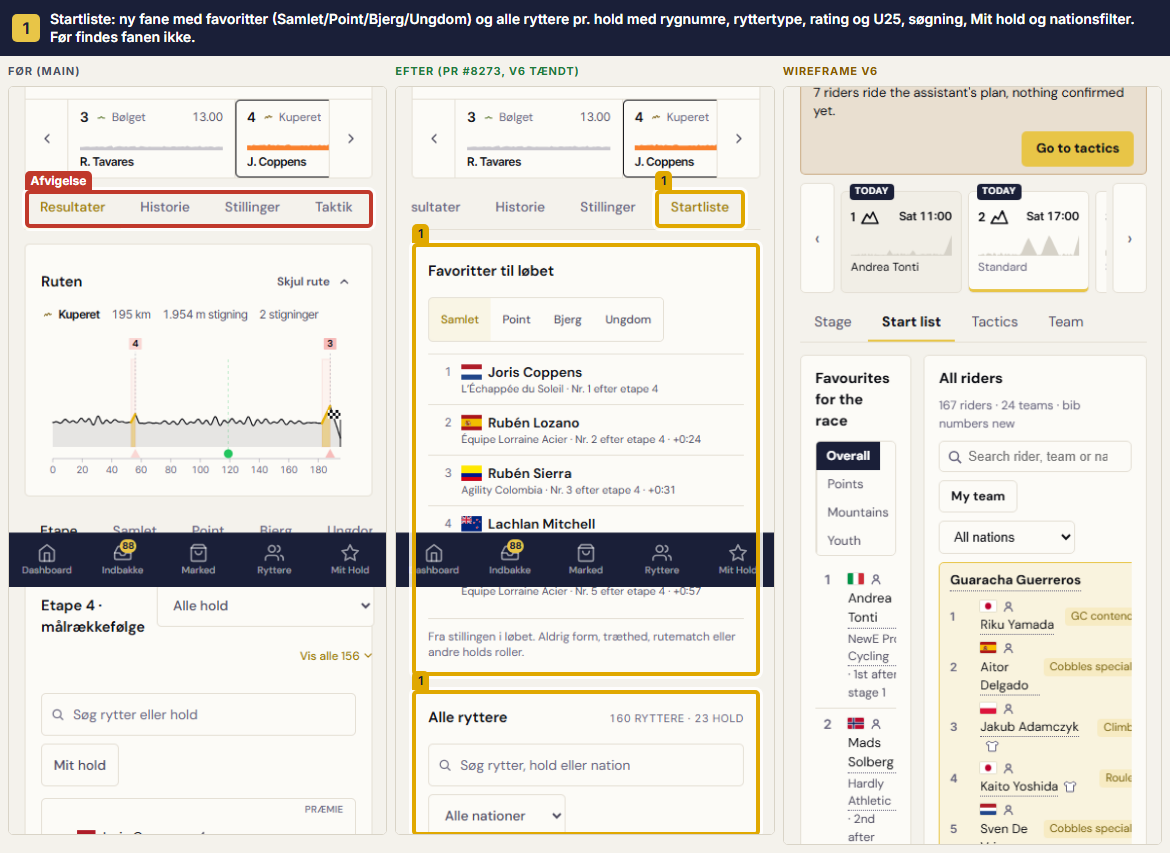 1
Startliste: ny fane med favoritter (Samlet/Point/Bjerg/Ungdom) og alle ryttere pr. hold med rygnumre, ryttertype, rating og U25, søgning, Mit hold og nationsfilter.
Før findes fanen ikke.
FØR (MAIN)
3 Bølget 13.00
4 Kuperet
R. Tavares
J. Coppens
Afvigelse
Resultater Historie Stillinger Taktik
Ruten
Skjul rute
Kuperet 195 km 1.954 m stigning 2 stigninger
4 3
0 20 40 60 80 100 120 140 160 180
Etape Samlet Point Bjerg Ungdom
Dashboard 88 Indbakke Marked Ryttere Mit Hold
Etape 4 ·
målrækkefølge
Alle hold
Vis alle 156
Søg rytter eller hold
Mit hold
PRÆMIE
EFTER (PR #8273, V6 TÆNDT)
3 Bølget 13.00
4 Kuperet
R. Tavares
J. Coppens
1
sultater Historie Stillinger Startliste
1
Favoritter til løbet
Samlet Point Bjerg Ungdom
1 Joris Coppens
L'Échappée du Soleil · Nr. 1 efter etape 4
2 Rubén Lozano
Équipe Lorraine Acier · Nr. 2 efter etape 4 · +0:24
3 Rubén Sierra
Agility Colombia · Nr. 3 efter etape 4 · +0:31
4 Lachlan Mitchell
ashboard 88 Indbakke Marked Ryttere Mit Hold
Équipe Lorraine Acier · Nr. 5 efter etape 4 · +0:57
Fra stillingen i løbet. Aldrig form, træthed, rutematch eller
andre holds roller.
1
Alle ryttere
160 RYTTERE · 23 HOLD
Søg rytter, hold eller nation
Alle nationer
WIREFRAME V6
7 riders ride the assistant's plan, nothing confirmed
yet.
Go to tactics
TODAY
1 Sat 11:00
Andrea Tonti
TODAY
2 Sat 17:00
Standard
Stage Start list Tactics Team
Favourites
for the
race
Overall
Points
Mountains
Youth
1
Andrea
Tonti
NewE Pro
Cycling
· 1st after
stage 1
2
Mads
Solberg
Hardly
Athletic
· 2nd
after
All riders
167 riders · 24 teams · bib
numbers new
Search rider, team or na
My team
All nations
Guaracha Guerreros
1 Riku Yamada GC contend
2 Aitor
Delgado Cobbles special
3 Jakub Adamczyk Climb
4 Kaito Yoshida Roule
5 Sven De
Cobbles special